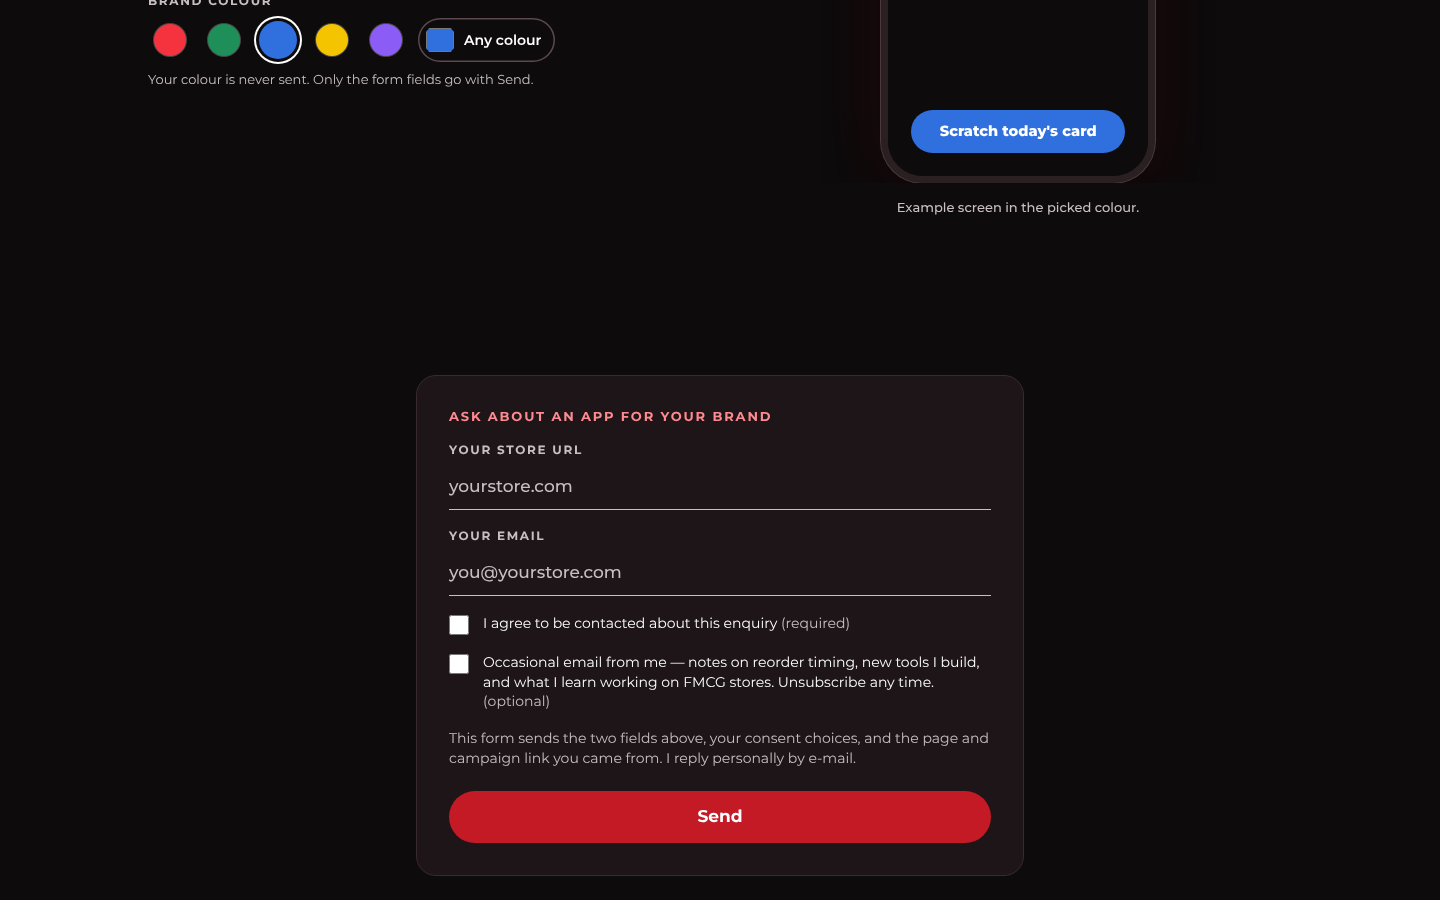 BRAND COLOUR
Any colour
Your colour is never sent. Only the form fields go with Send.
Scratch today's card
Example screen in the picked colour.
ASK ABOUT AN APP FOR YOUR BRAND
YOUR STORE URL
yourstore.com
YOUR EMAIL
you@yourstore.com
I agree to be contacted about this enquiry (required)
Occasional email from me — notes on reorder timing, new tools I build,
and what I learn working on FMCG stores. Unsubscribe any time.
(optional)
This form sends the two fields above, your consent choices, and the page and
campaign link you came from. I reply personally by e-mail.
Send